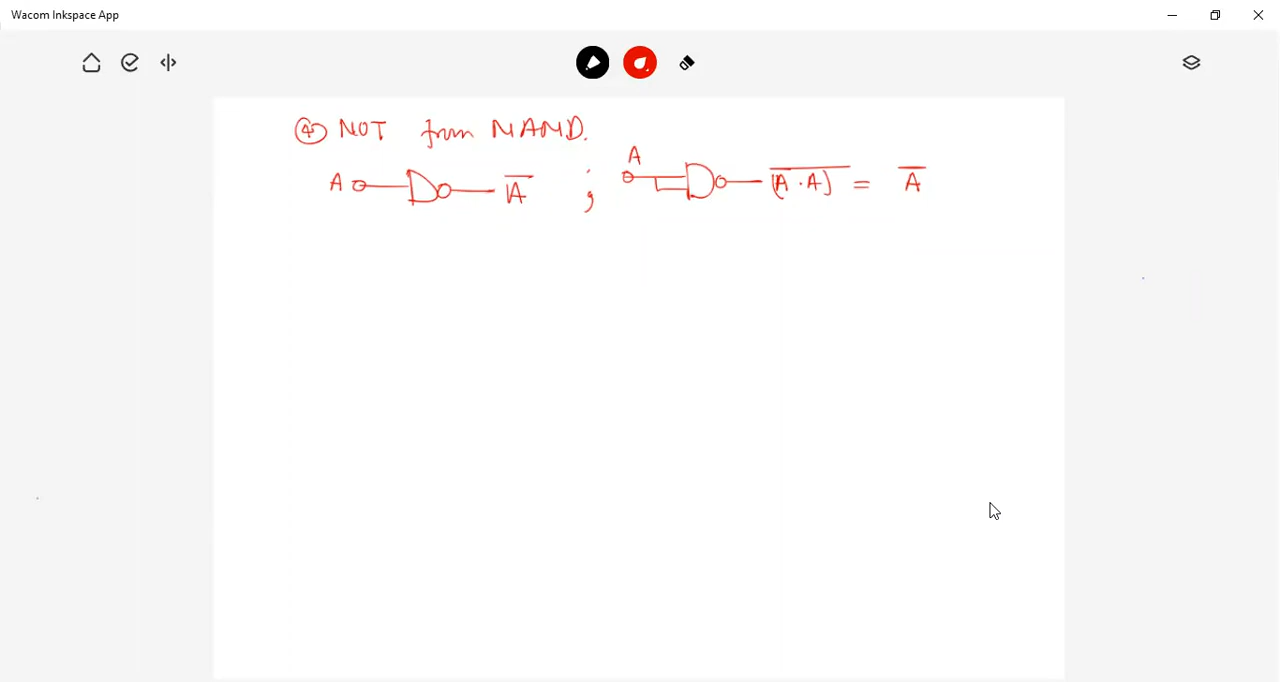 Wacom Inkspace App
④ NOT from NAND.
A A̅ ; A (A · A)̅ = A̅